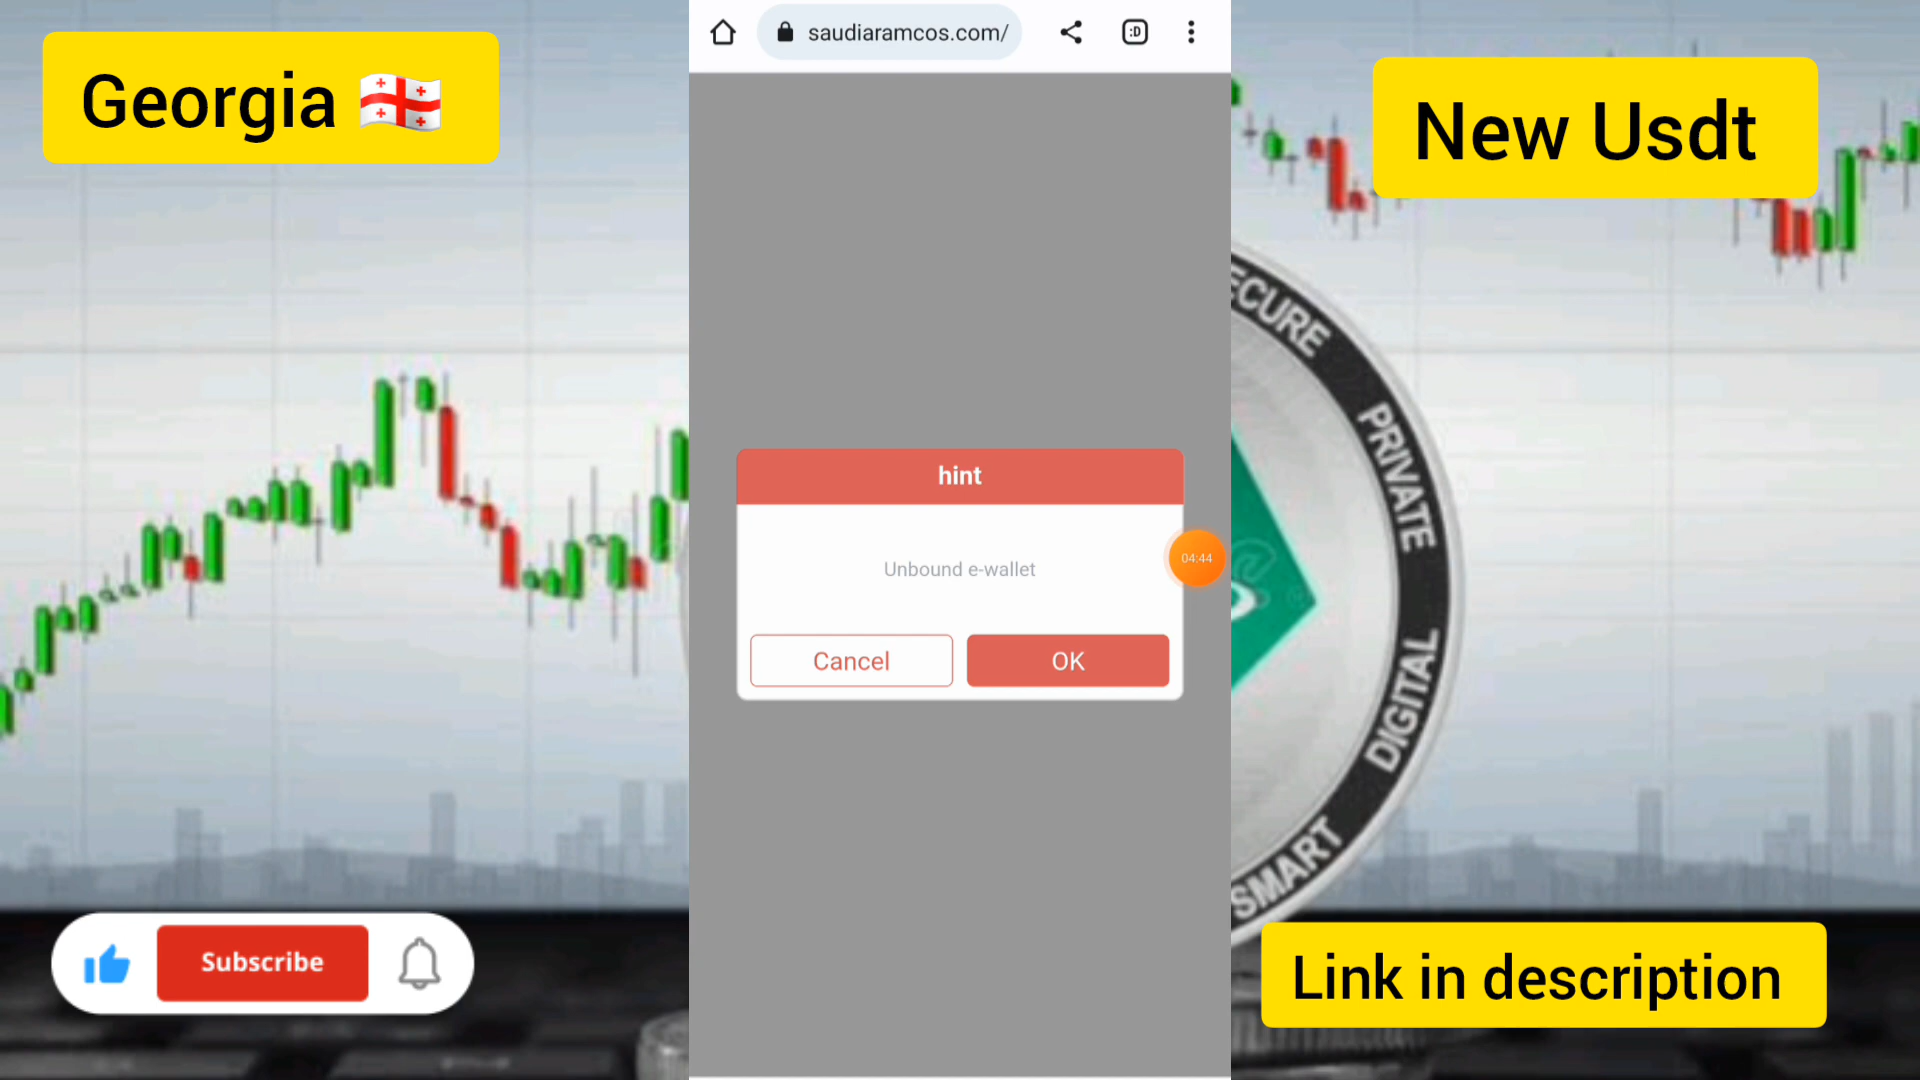 Georgia 🇬🇪
saudiaramcos.com/
:D
New Usdt
hint
Unbound e-wallet
04:44
Cancel
OK
PRIVATE
DIGITAL
SMART
Subscribe
Link in description